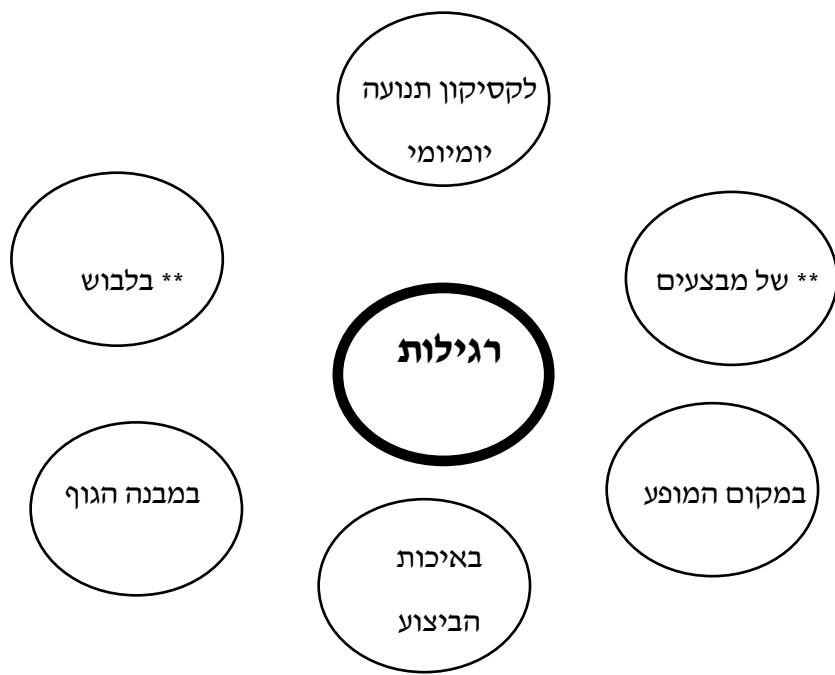 לקסיקון תנועה
יומיומי
** של מבצעים
** בלבוש
רגילות
במקום המופע
במבנה הגוף
באיכות
הביצוע